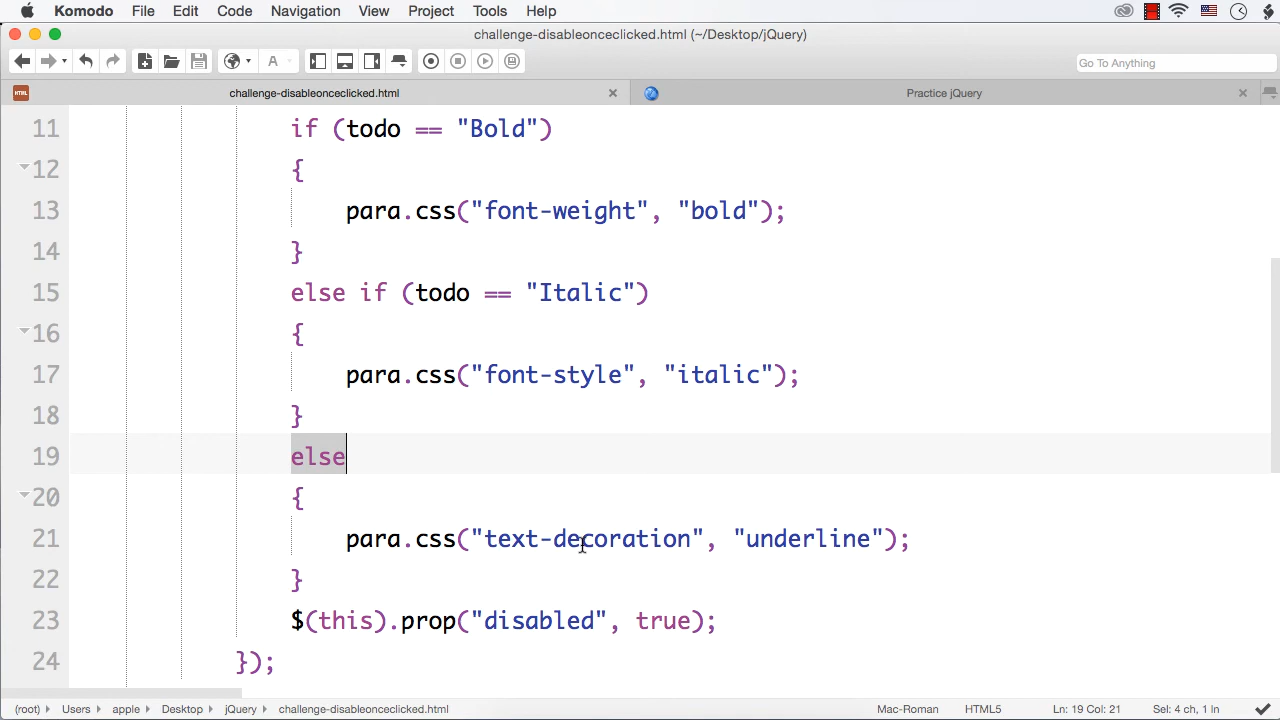 Komodo File Edit Code Navigation View Project Tools Help
challenge-disableonceclicked.html (~/Desktop/jQuery)
A Go To Anything
HTML challenge-disableonceclicked.html Practice jQuery
11 if (todo == "Bold")
12 {
13 para.css("font-weight", "bold");
14 }
15 else if (todo == "Italic")
16 {
17 para.css("font-style", "italic");
18 }
19 else
20 {
21 para.css("text-decoration", "underline");
22 }
23 $(this).prop("disabled", true);
24 });
(root) Users apple Desktop jQuery challenge-disableonceclicked.html Mac-Roman HTML5 Ln: 19 Col: 21 Sel: 4 ch, 1 ln